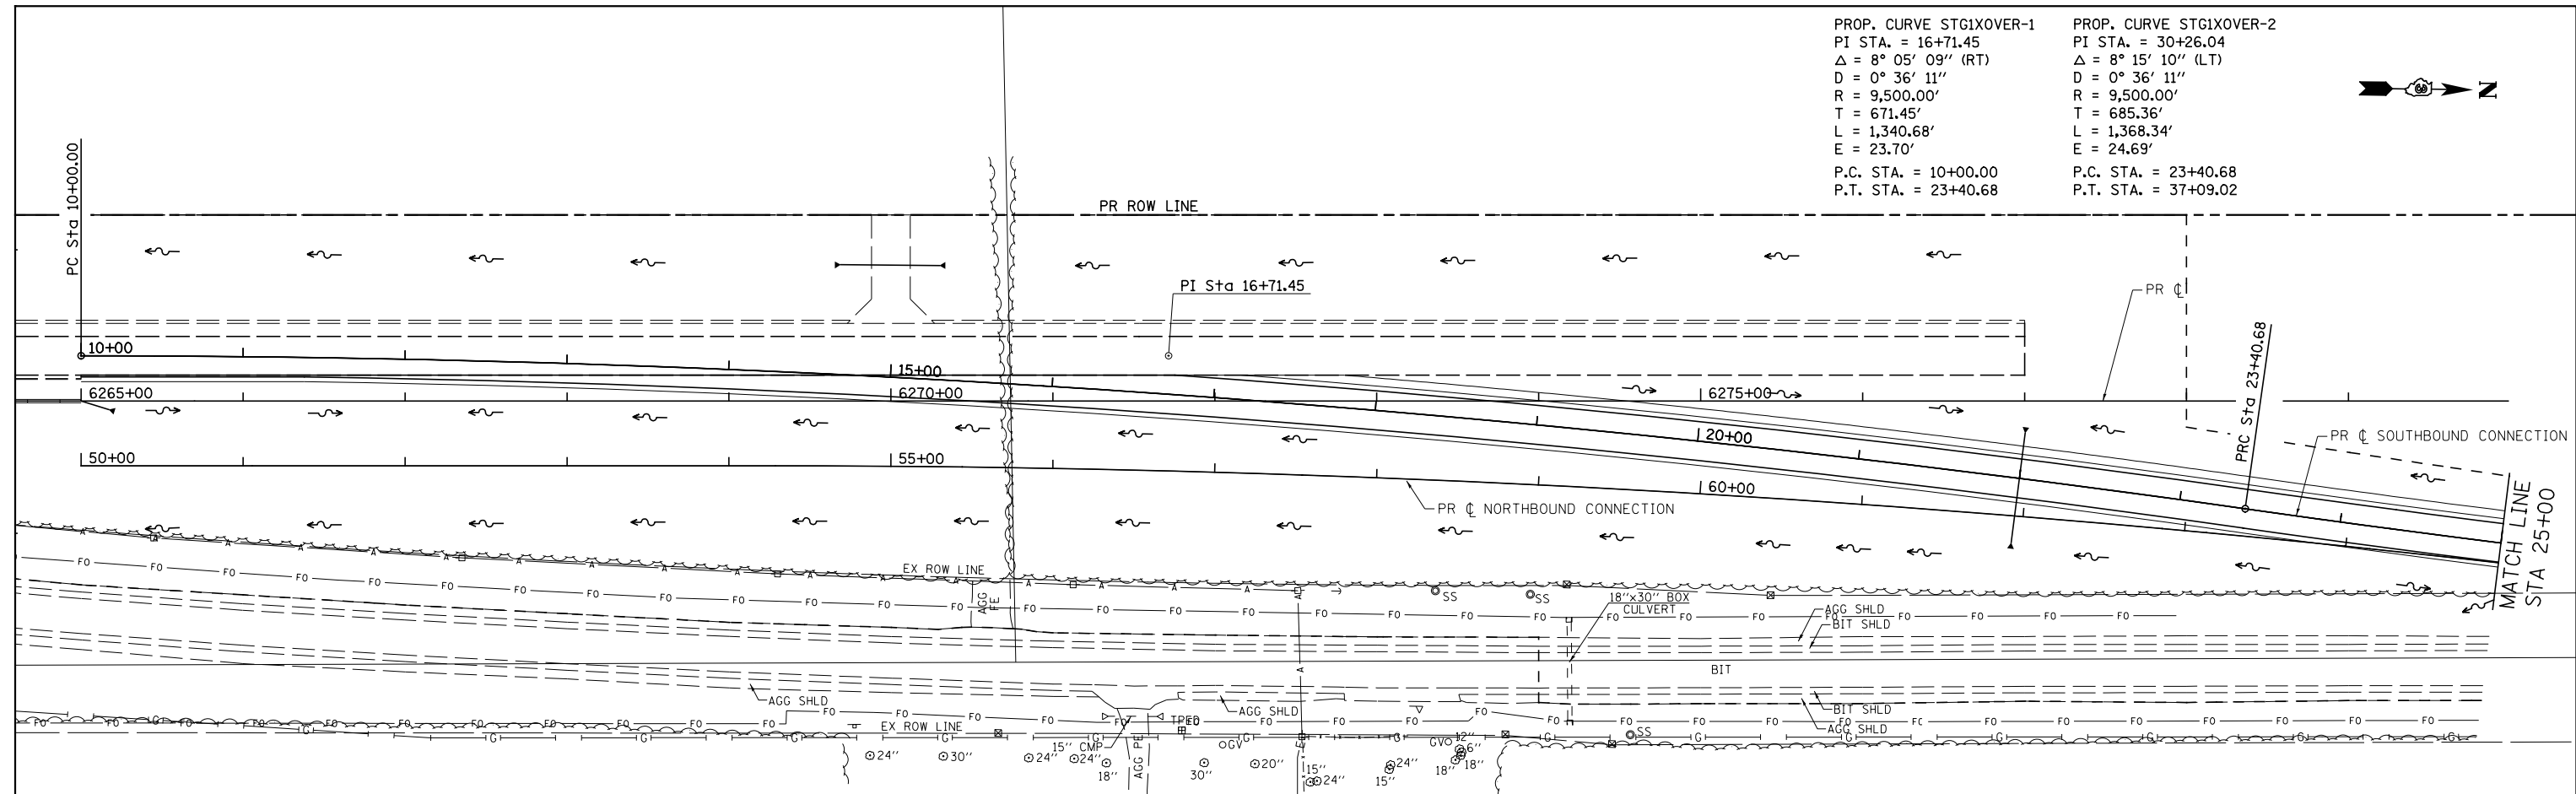 PROP. CURVE STG1XOVER-1
PI STA. = 16+71.45
Δ = 8° 05' 09'' (RT)
D = 0° 36' 11''
R = 9,500.00'
T = 671.45'
L = 1,340.68'
E = 23.70'
P.C. STA. = 10+00.00
P.T. STA. = 23+40.68
PROP. CURVE STG1XOVER-2
PI STA. = 30+26.04
Δ = 8° 15' 10'' (LT)
D = 0° 36' 11''
R = 9,500.00'
T = 685.36'
L = 1,368.34'
E = 24.69'
P.C. STA. = 23+40.68
P.T. STA. = 37+09.02
N
PC Sta 10+00.00
PR ROW LINE
PI Sta 16+71.45
PR ℄
PRC Sta 23+40.68
10+00
15+00
20+00
6265+00
6270+00
6275+00
PR ℄ SOUTHBOUND CONNECTION
50+00
55+00
60+00
PR ℄ NORTHBOUND CONNECTION
MATCH LINE
STA 25+00
EX ROW LINE
AGG
FE
SS
SS
18''x30'' BOX
CULVERT
AGG SHLD
BIT SHLD
BIT
AGG SHLD
AGG SHLD
BIT SHLD
AGG SHLD
TPED
EX ROW LINE
15'' CMP
AGG PE
GV
GV
SS
24''
30''
24''
24''
18''
30''
20''
15''
24''
24''
15''
12''
6''
18''
18''